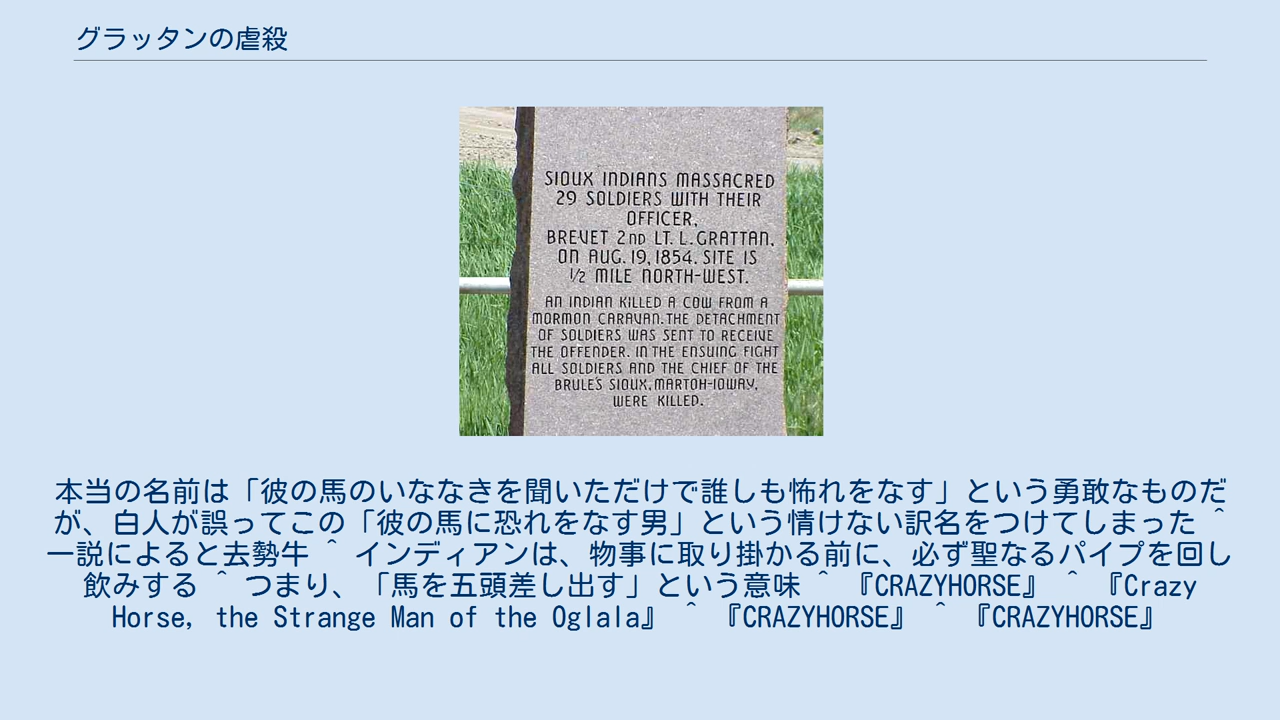 グラッタンの虐殺
SIOUX INDIANS MASSACRED
29 SOLDIERS WITH THEIR
OFFICER,
BREVET 2ND LT. L. GRATTAN,
ON AUG. 19, 1854. SITE IS
1/2 MILE NORTH-WEST.
AN INDIAN KILLED A COW FROM A
MORMON CARAVAN. THE DETACHMENT
OF SOLDIERS WAS SENT TO RECEIVE
THE OFFENDER. IN THE ENSUING FIGHT
ALL SOLDIERS AND THE CHIEF OF THE
BRULE'S SIOUX, MARTOH-IOWAY,
WERE KILLED.
本当の名前は「彼の馬のいななきを聞いただけで誰しも怖れをなす」という勇敢なものだ
が、白人が誤ってこの「彼の馬に恐れをなす男」という情けない訳名をつけてしまった ^
一説によると去勢牛 ^ インディアンは、物事に取り掛かる前に、必ず聖なるパイプを回し
飲みする ^ つまり、「馬を五頭差し出す」という意味 ^ 『CRAZYHORSE』 ^ 『Crazy
Horse, the Strange Man of the Oglala』 ^ 『CRAZYHORSE』 ^ 『CRAZYHORSE』